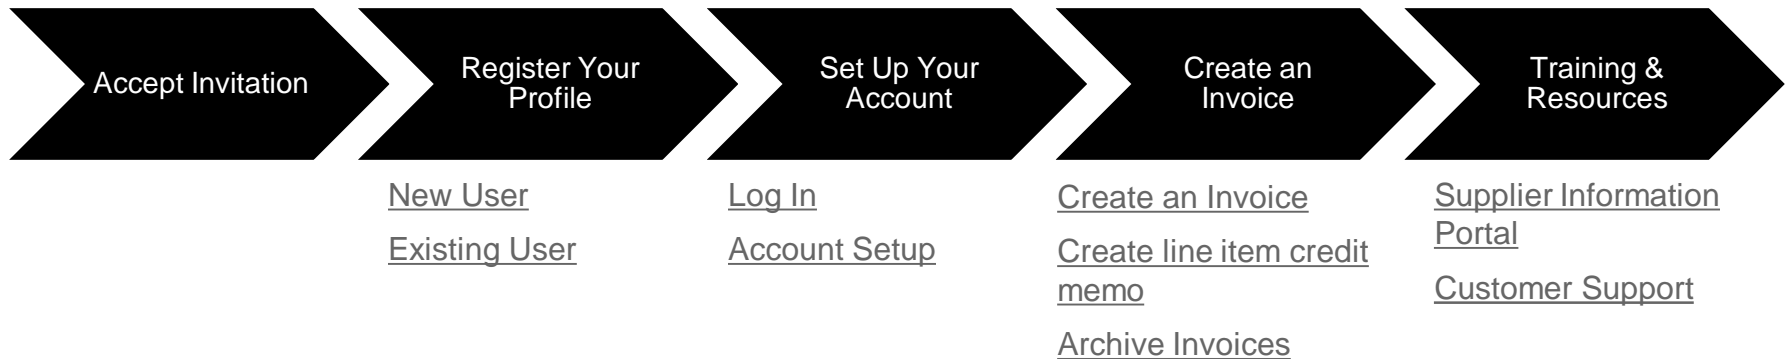 Accept Invitation
Register Your
Profile
Set Up Your
Account
Create an
Invoice
Training &
Resources
New User
Existing User
Log In
Account Setup
Create an Invoice
Create line item credit
memo
Archive Invoices
Supplier Information
Portal
Customer Support